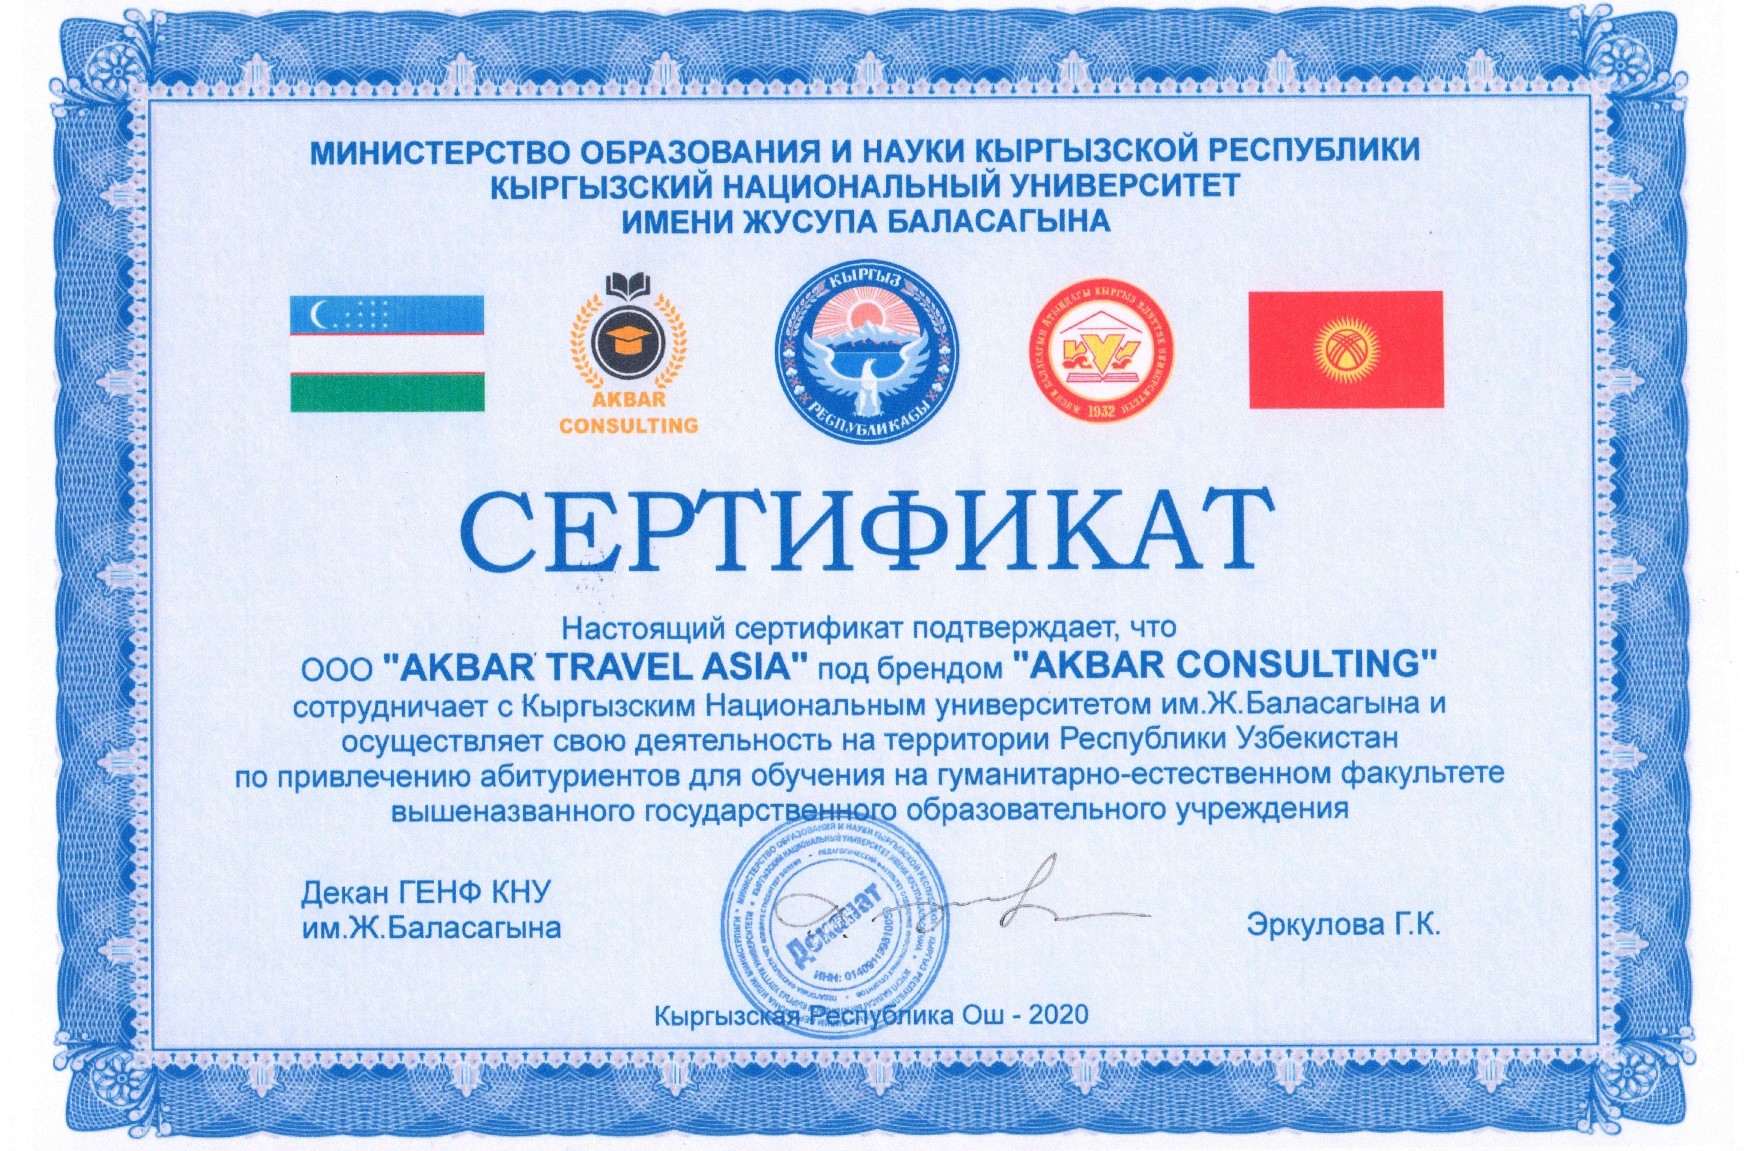 МИНИСТЕРСТВО ОБРАЗОВАНИЯ И НАУКИ КЫРГЫЗСКОЙ РЕСПУБЛИКИ
КЫРГЫЗСКИЙ НАЦИОНАЛЬНЫЙ УНИВЕРСИТЕТ
ИМЕНИ ЖУСУПА БАЛАСАГЫНА
AKBAR
CONSULTING
КЫРГЫЗ
РЕСПУБЛИКАСЫ
1932
СЕРТИФИКАТ
Настоящий сертификат подтверждает, что
ООО "AKBAR TRAVEL ASIA" под брендом "AKBAR CONSULTING"
сотрудничает с Кыргызским Национальным университетом им.Ж.Баласагына и
осуществляет свою деятельность на территории Республики Узбекистан
по привлечению абитуриентов для обучения на гуманитарно-естественном факультете
вышеназванного государственного образовательного учреждения
Декан ГЕНФ КНУ
им.Ж.Баласагына
Деканат
ИНН:
Эркулова Г.К.
Кыргызская Республика Ош - 2020